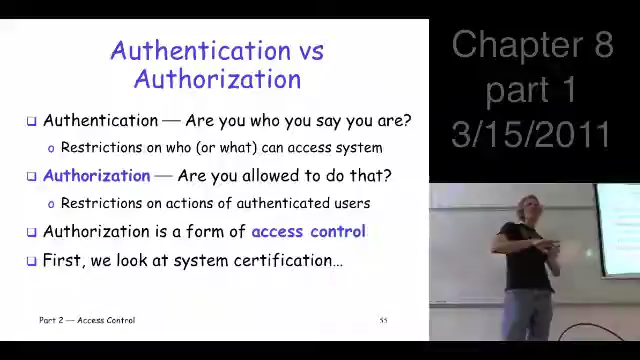 Authentication vs
Authorization
Authentication — Are you who you say you are?
Restrictions on who (or what) can access system
Authorization — Are you allowed to do that?
Restrictions on actions of authenticated users
Authorization is a form of access control
First, we look at system certification…
Part 2 — Access Control
55
Chapter 8
part 1
3/15/2011